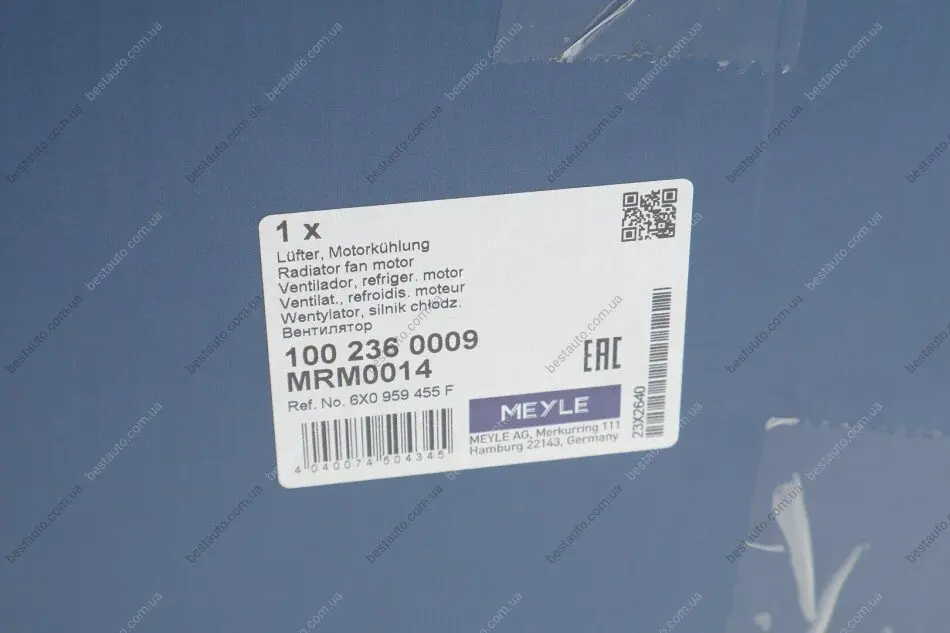 1 x
Lüfter, Motorkühlung
Radiator fan motor
Ventilador, refriger. motor
Ventilat., refroidis. moteur
Wentylator, silnik chłodz.
Вентилятор
100 236 0009
MRM0014
Ref. No. 6X0 959 455 F
4 040074 504345
EAC
MEYLE
MEYLE AG, Merkurring 111
Hamburg 22143, Germany
23X2640
bestauto.com.ua